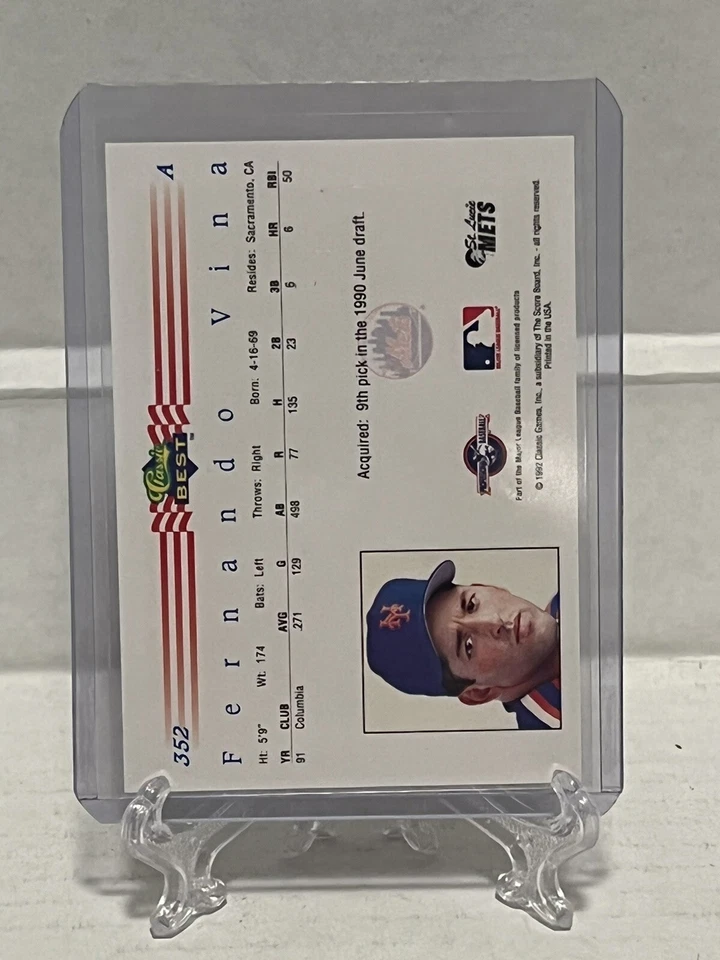 352
Classic
BEST
A
Fernando Vina
Ht: 5'9" Wt: 174 Bats: Left Throws: Right Born: 4-16-69 Resides: Sacramento, CA
YR CLUB AVG G AB R H 2B 3B HR RBI
91 Columbia .271 129 498 77 135 23 6 6 50
Acquired: 9th pick in the 1990 June draft.
NY
Mets
St. Lucie
METS
Part of the Major League Baseball family of licensed products
© 1992 Classic Games, Inc., a subsidiary of The Score Board, Inc. - all rights reserved.
Printed in the USA.